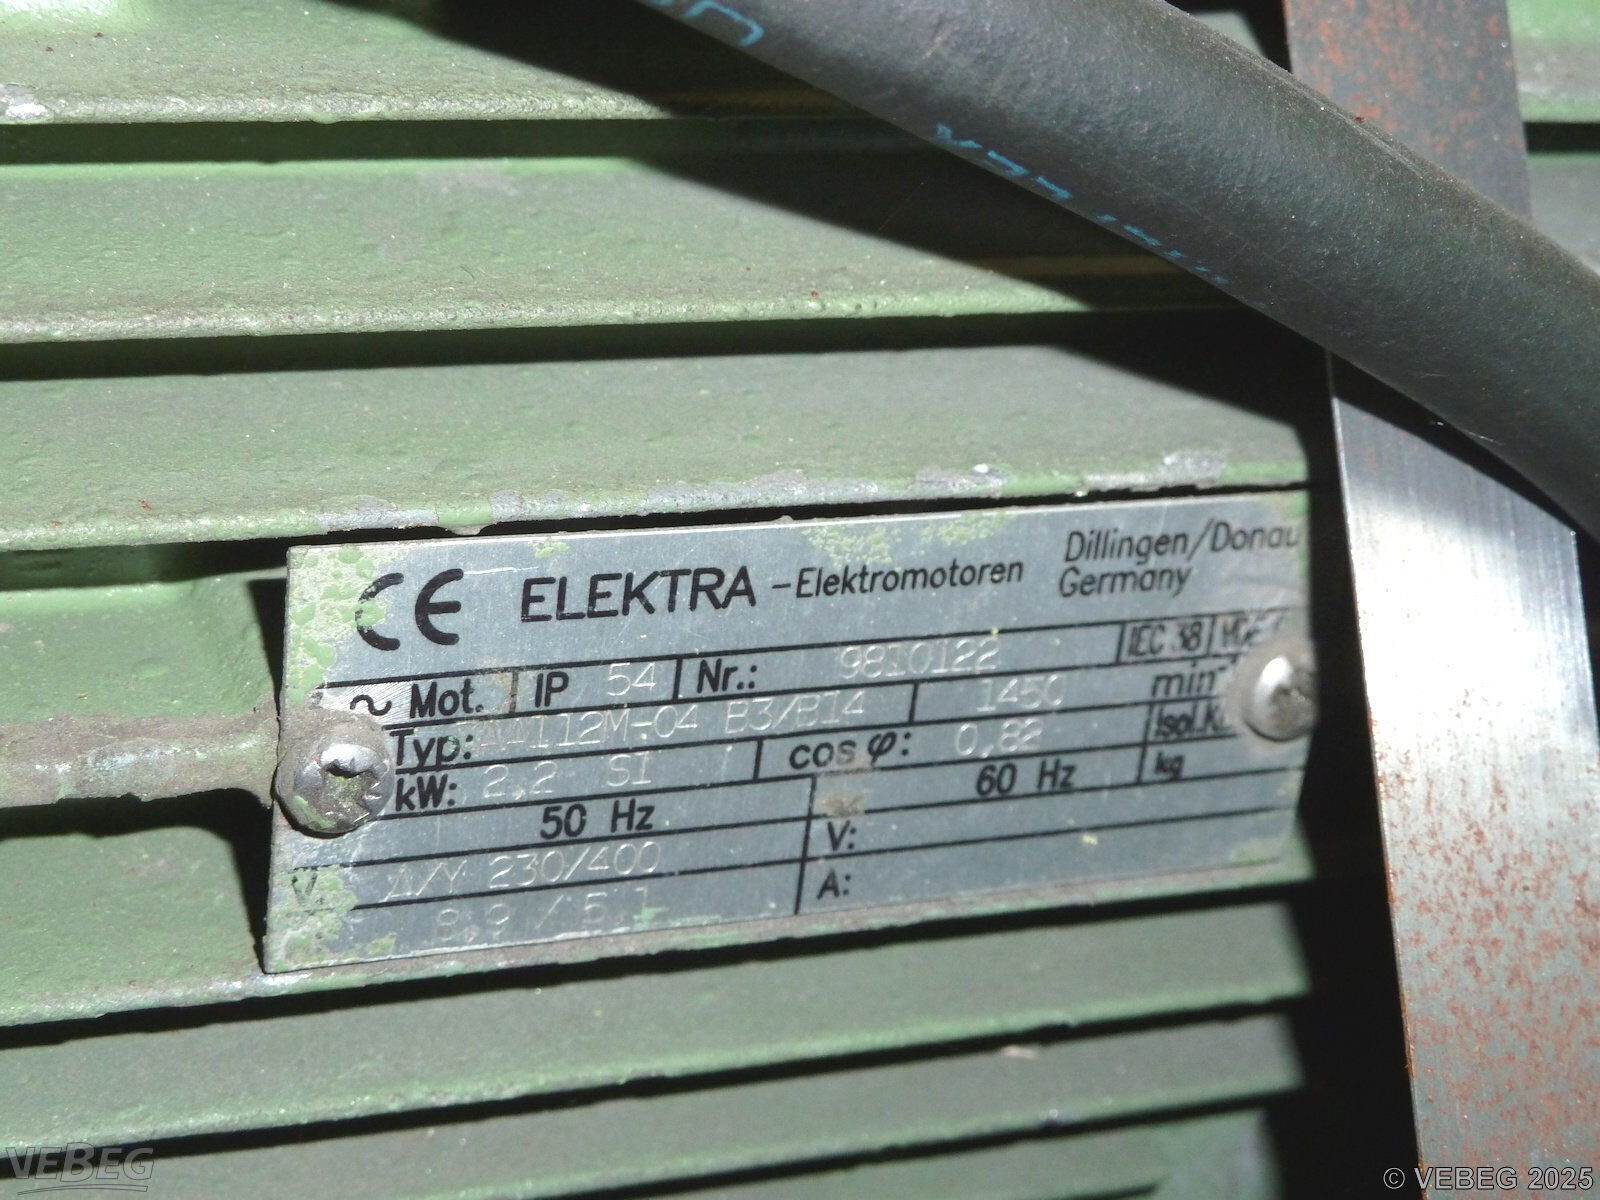 CE ELEKTRA -Elektromotoren Dillingen/Donau
Germany
~ Mot. IP 54 Nr.: 9810122 IEC 38
Typ: 112M-04 B3/B14 1450 min
kW: 2,2 S1 cos φ: 0,82 Isol.
50 Hz 60 Hz kg
V: Δ/Y 230/400 V:
8,9 / 5,1 A:
VEBEG
© VEBEG 2025